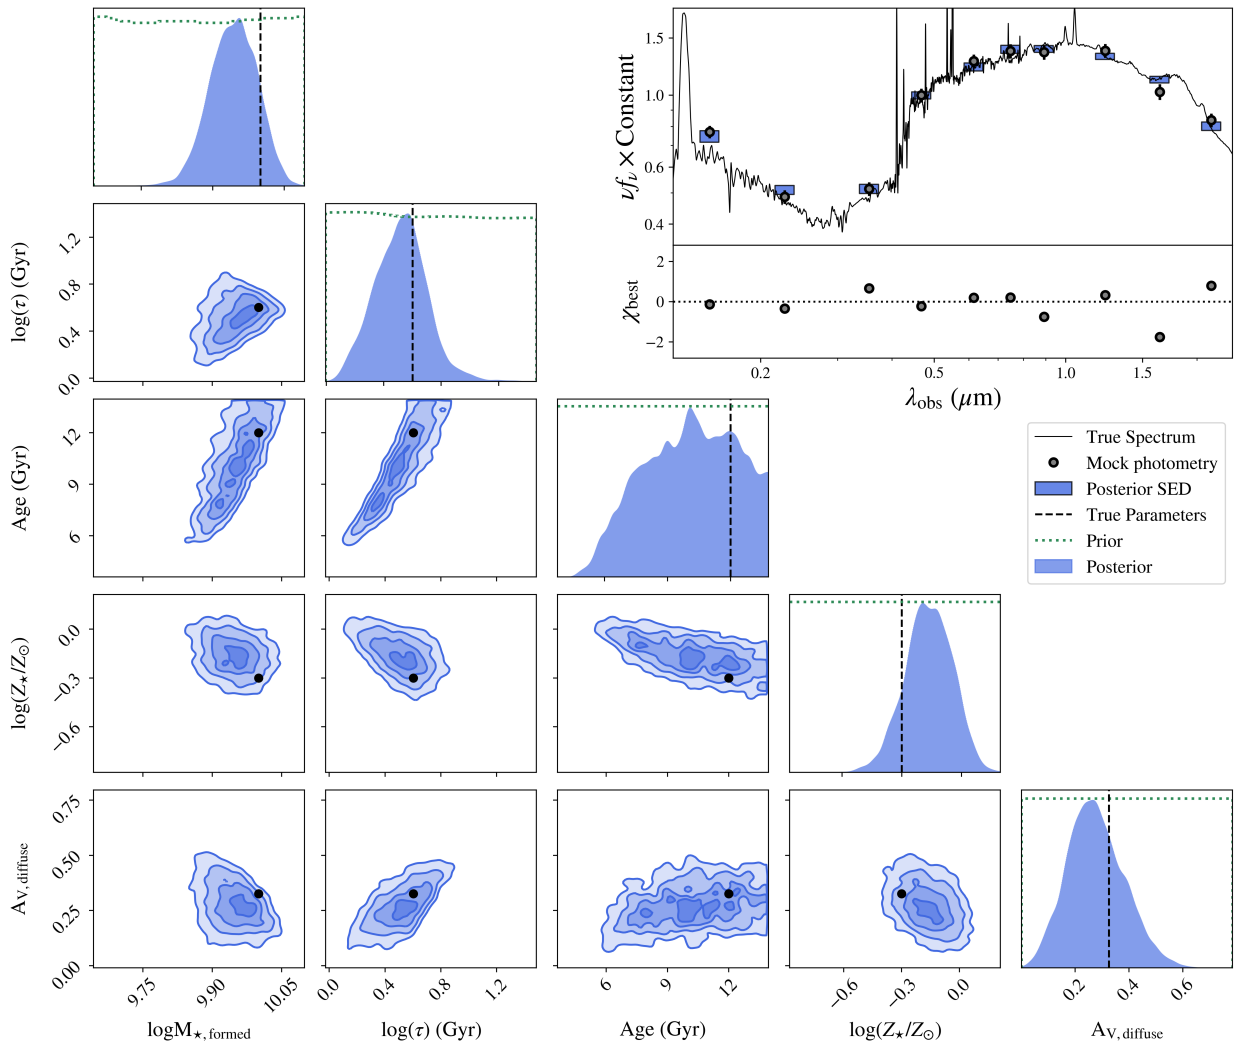 1.5
1.0
0.6
0.4
νf_ν × Constant
2
0
−2
χ_best
0.2 0.5 1.0 1.5
λ_obs (μm)
True Spectrum
Mock photometry
Posterior SED
True Parameters
Prior
Posterior
1.2
0.8
0.4
0.0
log(τ) (Gyr)
12
9
6
Age (Gyr)
0.0
−0.3
−0.6
log(Z⋆/Z⊙)
0.75
0.50
0.25
0.00
A_V, diffuse
9.75 9.90 10.05
0.0 0.4 0.8 1.2
6 9 12
−0.6 −0.3 0.0
0.2 0.4 0.6
logM⋆, formed
log(τ) (Gyr)
Age (Gyr)
log(Z⋆/Z⊙)
A_V, diffuse